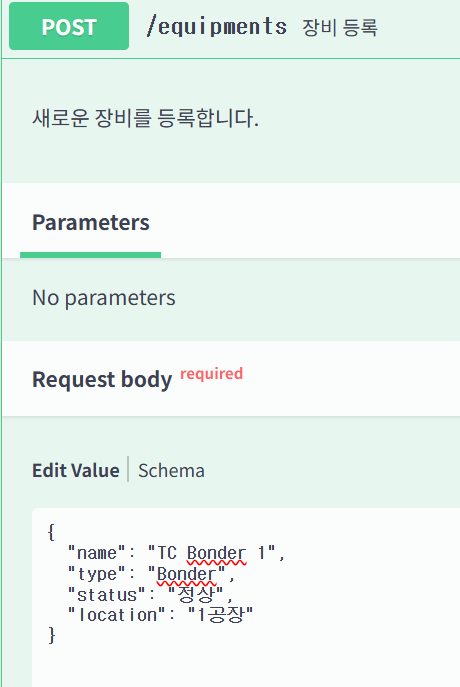 POST /equipments 장비 등록
새로운 장비를 등록합니다.
Parameters
No parameters
Request body required
Edit Value | Schema
{
  "name": "TC Bonder 1",
  "type": "Bonder",
  "status": "정상",
  "location": "1공장"
}